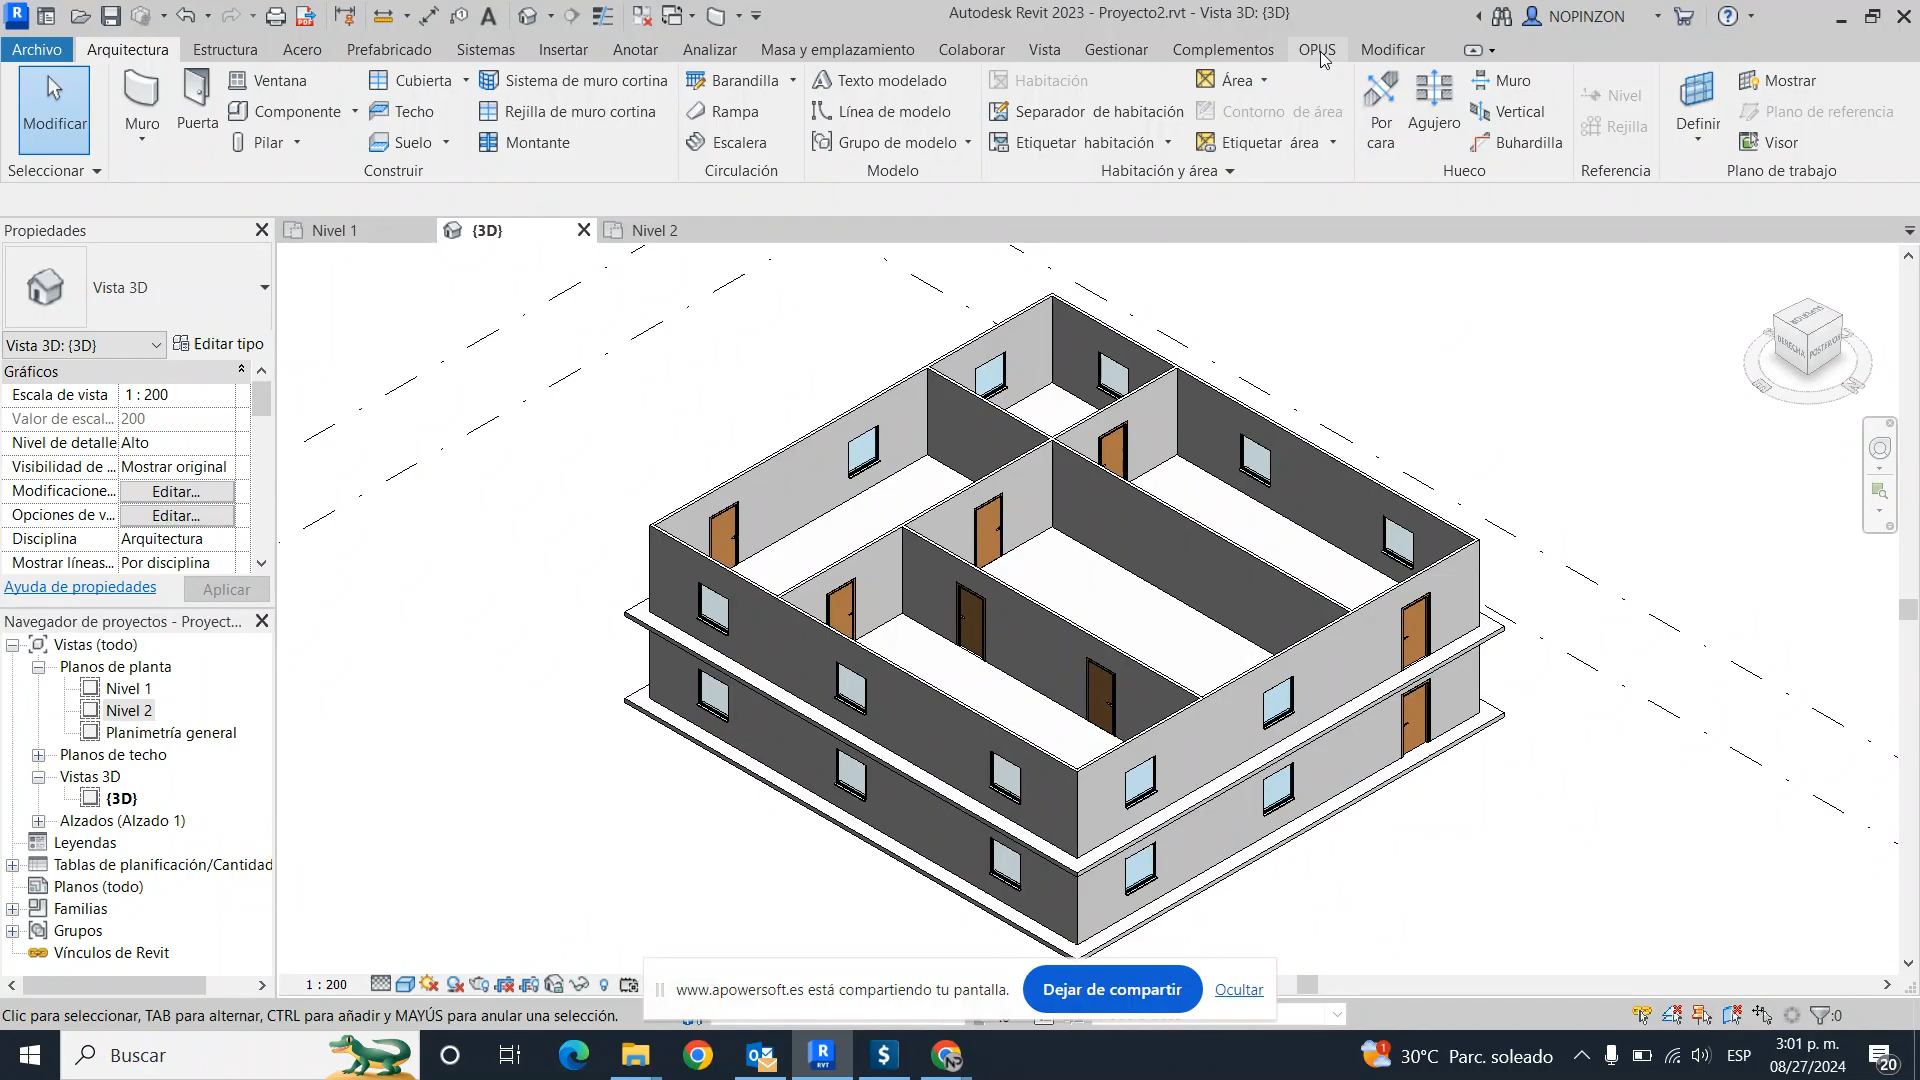 Autodesk Revit 2023 - Proyecto2.rvt - Vista 3D: {3D}
NOPINZON
Archivo Arquitectura Estructura Acero Prefabricado Sistemas Insertar Anotar Analizar Masa y emplazamiento Colaborar Vista Gestionar Complementos OPUS Modificar
Modificar
Muro
Puerta
Ventana
Componente
Pilar
Cubierta
Techo
Suelo
Sistema de muro cortina
Rejilla de muro cortina
Montante
Barandilla
Rampa
Escalera
Texto modelado
Línea de modelo
Grupo de modelo
Habitación
Separador de habitación
Etiquetar habitación
Área
Contorno de área
Etiquetar área
Por cara
Agujero
Muro
Vertical
Buhardilla
Nivel
Rejilla
Definir
Mostrar
Plano de referencia
Visor
Seleccionar Construir Circulación Modelo Habitación y área Hueco Referencia Plano de trabajo
Propiedades
Nivel 1
{3D}
Nivel 2
Vista 3D
Vista 3D: {3D}
Editar tipo
Gráficos
Escala de vista 1 : 200
Valor de escal... 200
Nivel de detalle Alto
Visibilidad de ... Mostrar original
Modificacione... Editar...
Opciones de v... Editar...
Disciplina Arquitectura
Mostrar líneas... Por disciplina
Ayuda de propiedades Aplicar
Navegador de proyectos - Proyect...
Vistas (todo)
Planos de planta
Nivel 1
Nivel 2
Planimetría general
Planos de techo
Vistas 3D
{3D}
Alzados (Alzado 1)
Leyendas
Tablas de planificación/Cantidad
Planos (todo)
Familias
Grupos
Vínculos de Revit
DERECHA
POSTERIOR
1 : 200
www.apowersoft.es está compartiendo tu pantalla.
Dejar de compartir
Ocultar
Clic para seleccionar, TAB para alternar, CTRL para añadir y MAYÚS para anular una selección.
:0
Buscar
30°C Parc. soleado
ESP
3:01 p. m.
08/27/2024
20